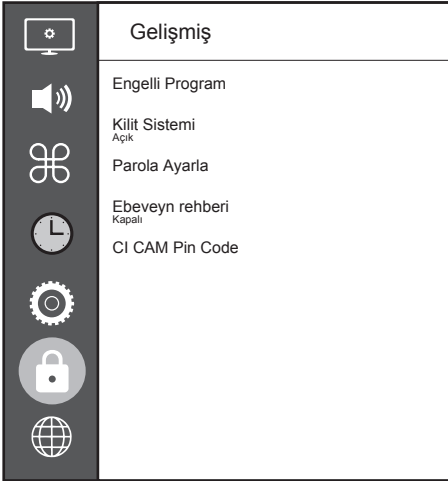 Gelişmiş
Engelli Program
Kilit Sistemi
Açık
Parola Ayarla
Ebeveyn rehberi
Kapalı
CI CAM Pin Code